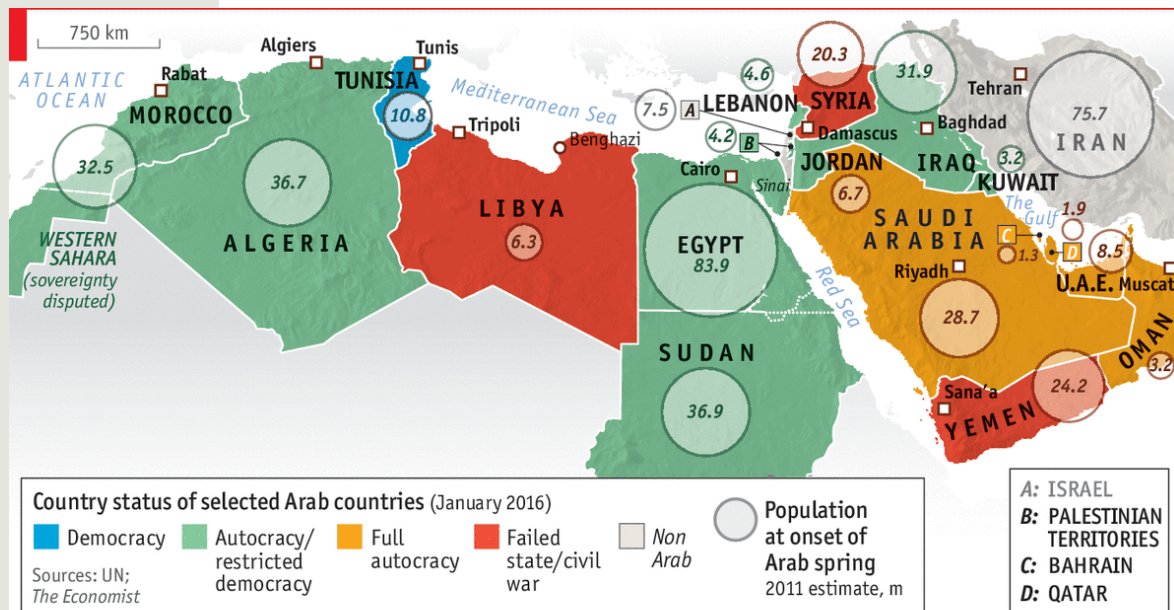 750 km
Algiers
Tunis
20.3
31.9
ATLANTIC
OCEAN
Rabat
TUNISIA
Mediterranean Sea
4.6
Tehran
MOROCCO
10.8
7.5
A
LEBANON
SYRIA
75.7
IRAN
Tripoli
Benghazi
4.2
B
Damascus
Baghdad
32.5
36.7
Cairo
Sinai
JORDAN
IRAQ
3.2
KUWAIT
6.7
The
Gulf
1.9
WESTERN
SAHARA
(sovereignty
disputed)
ALGERIA
LIBYA
6.3
EGYPT
83.9
SAUDI
ARABIA
C
1.3
D
8.5
Riyadh
U.A.E.
Muscat
Red Sea
28.7
OMAN
3.2
SUDAN
36.9
Sana’a
24.2
YEMEN
Country status of selected Arab countries (January 2016)
Democracy
Autocracy/
restricted
democracy
Full
autocracy
Failed
state/civil
war
Non
Arab
Population
at onset of
Arab spring
2011 estimate, m
Sources: UN;
The Economist
A: ISRAEL
B: PALESTINIAN
TERRITORIES
C: BAHRAIN
D: QATAR